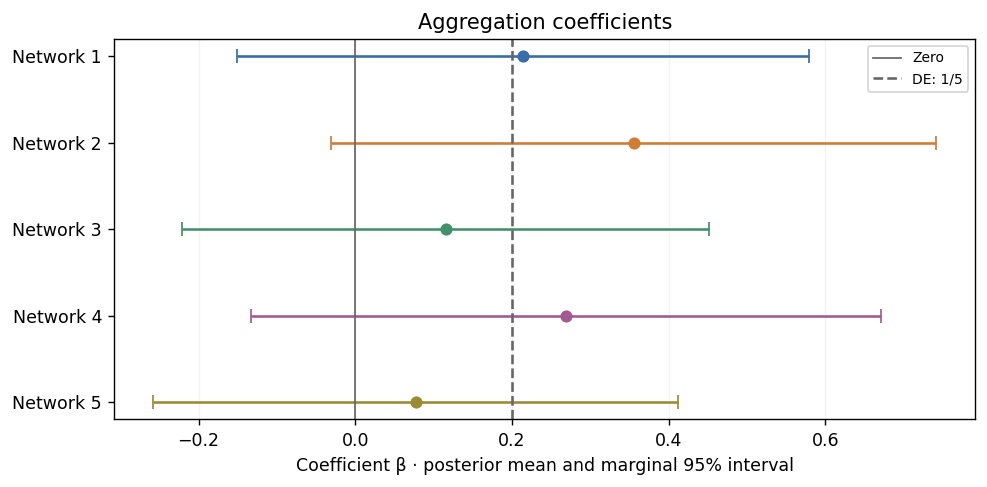 Aggregation coefficients
Network 1
Network 2
Network 3
Network 4
Network 5
Zero
DE: 1/5
−0.2
0.0
0.2
0.4
0.6
Coefficient β · posterior mean and marginal 95% interval